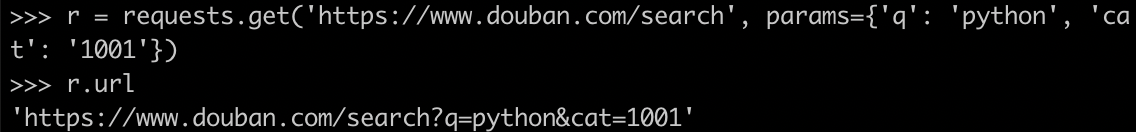 >>> r = requests.get('https://www.douban.com/search', params={'q': 'python', 'ca
t': '1001'})
>>> r.url
'https://www.douban.com/search?q=python&cat=1001'